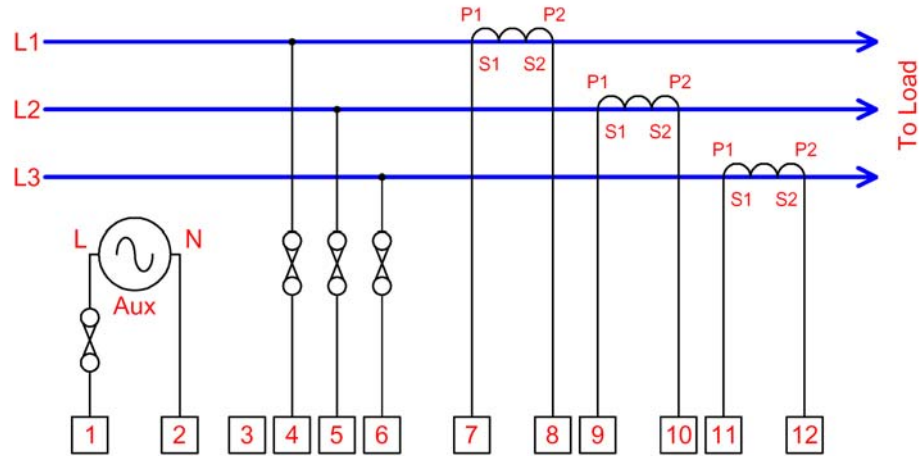 P1 P2
L1
S1 S2
P1 P2
L2
S1 S2
P1 P2
L3
S1 S2
To Load
L N
Aux
1 2 3 4 5 6 7 8 9 10 11 12